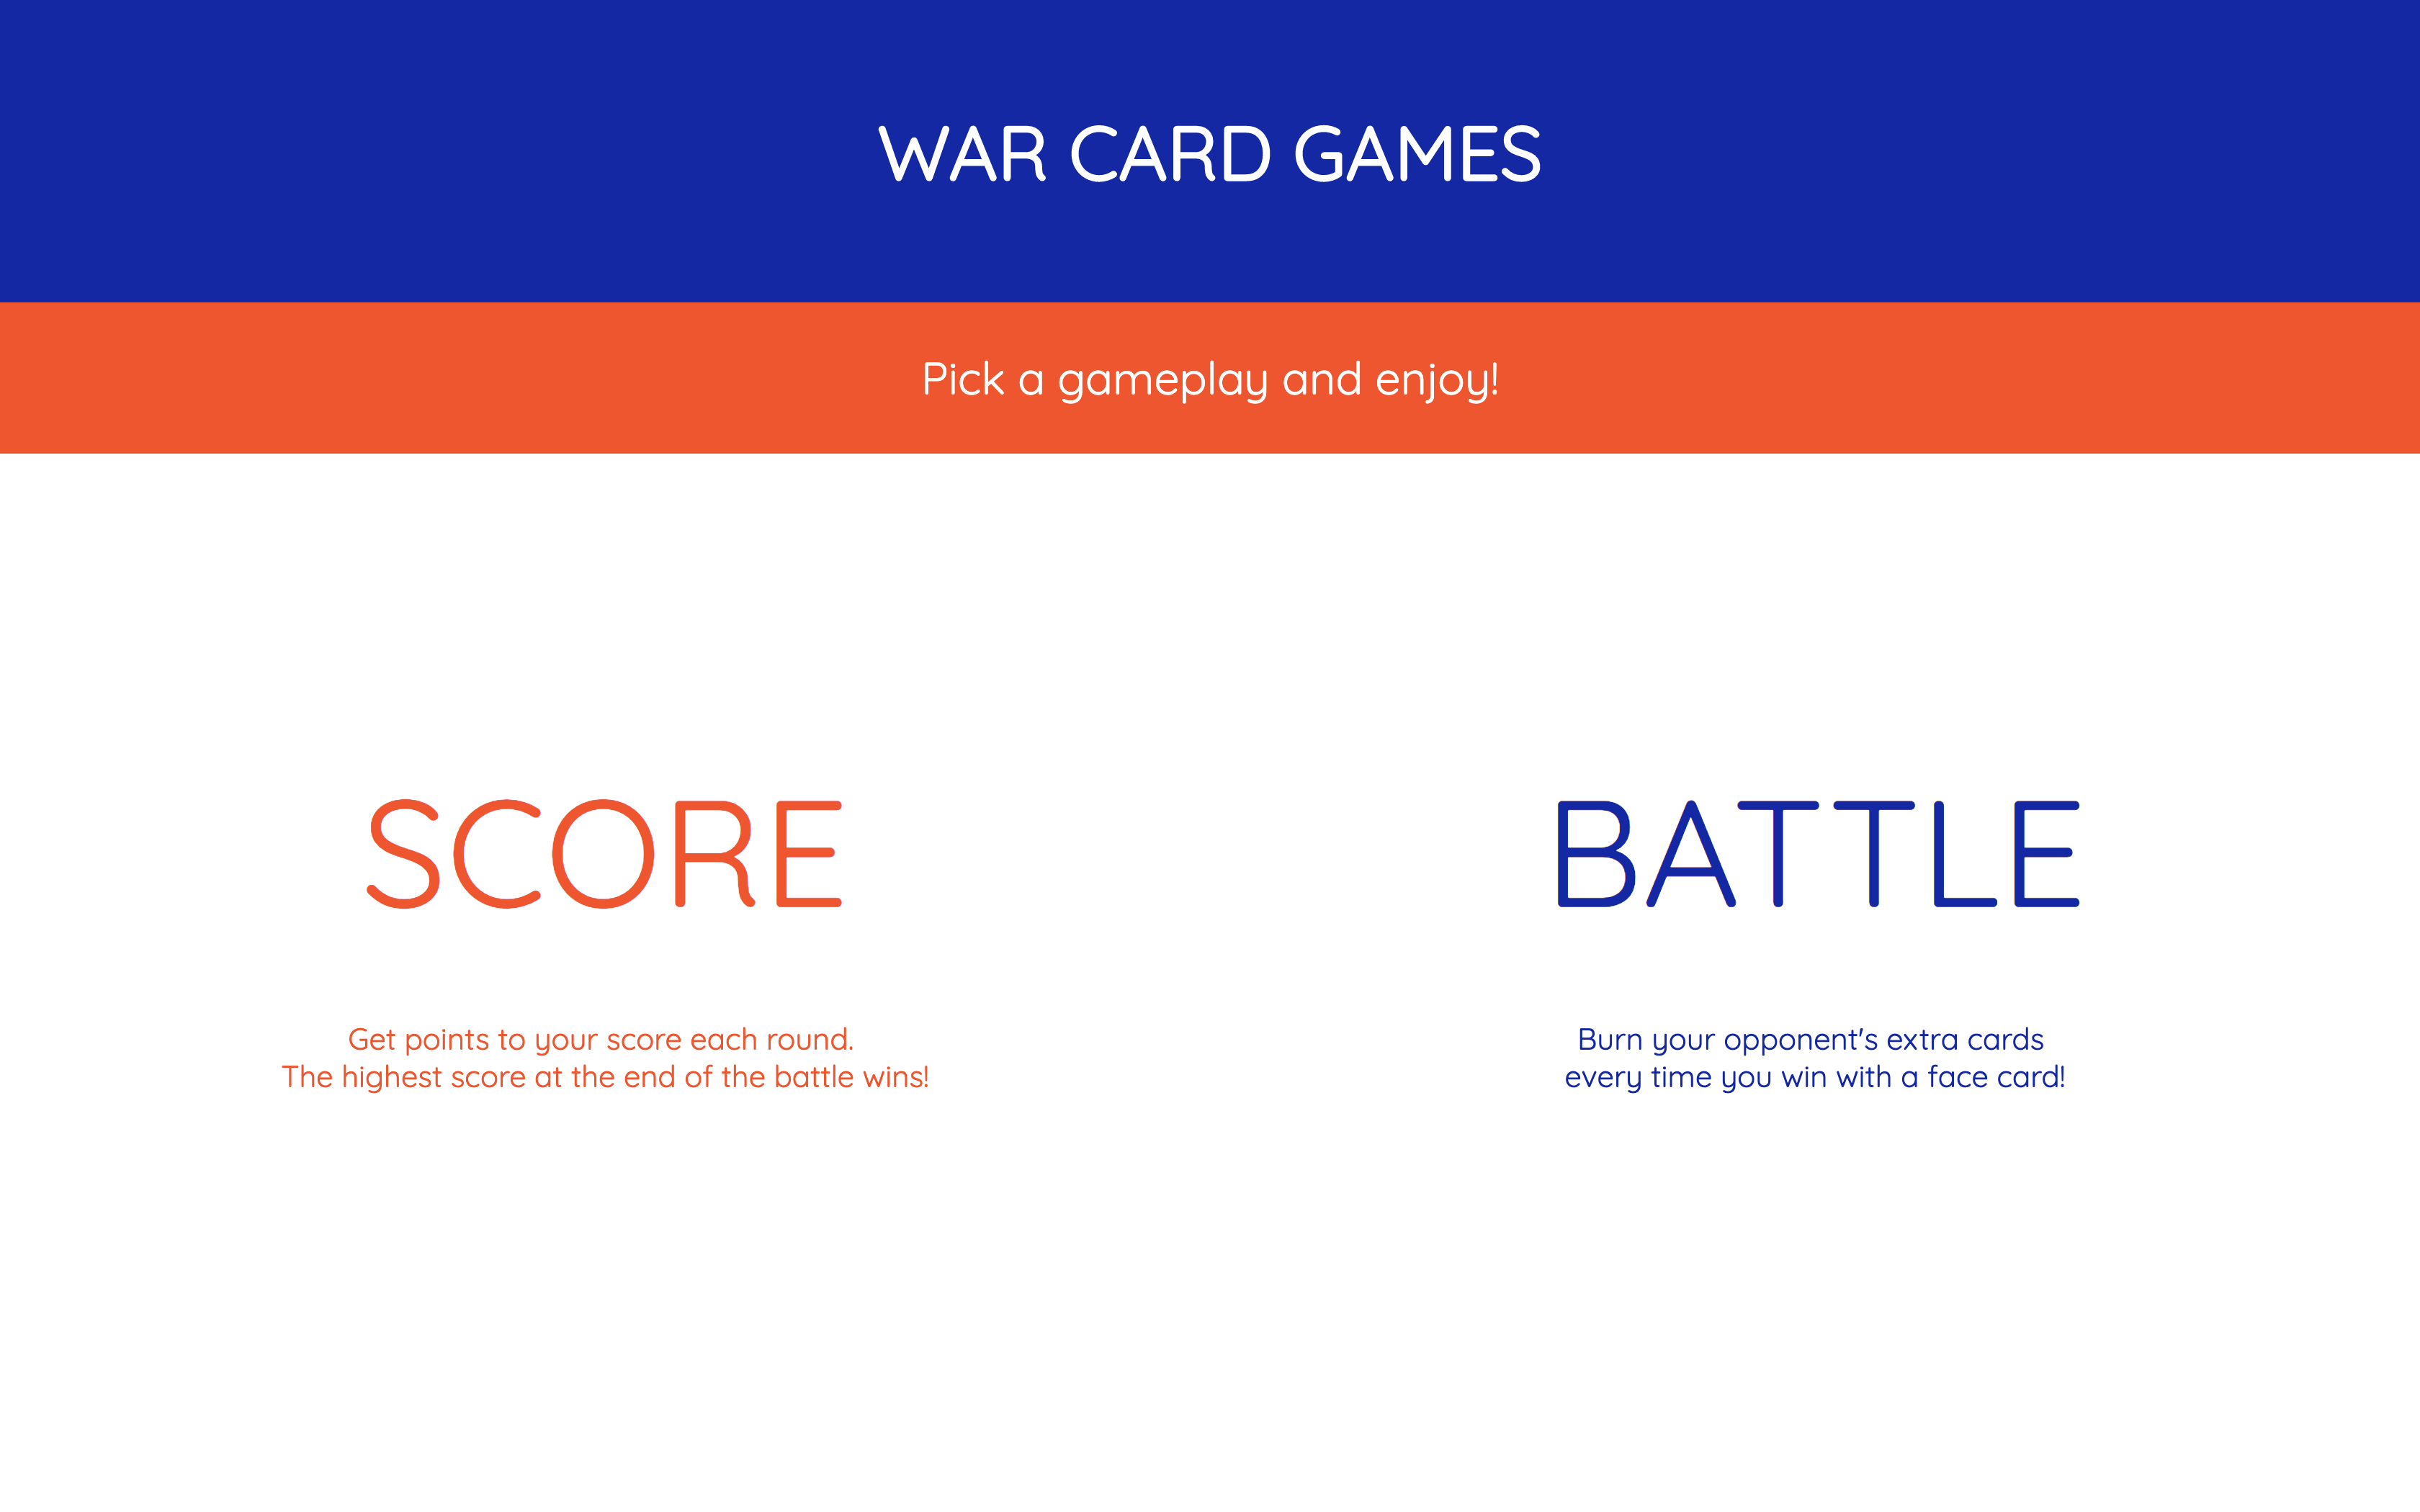 WAR CARD GAMES
Pick a gameplay and enjoy!
SCORE
Get points to your score each round.
The highest score at the end of the battle wins!
BATTLE
Burn your opponent's extra cards
every time you win with a face card!